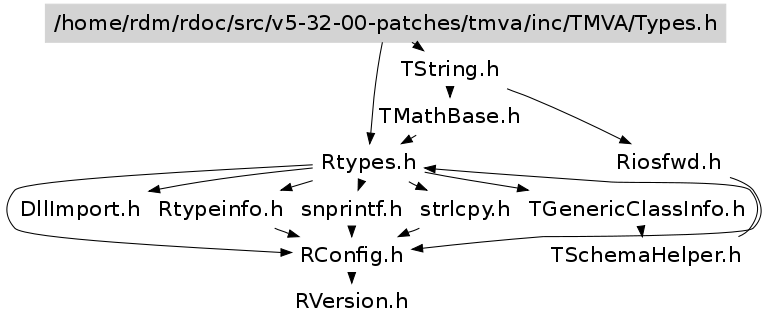 /home/rdm/rdoc/src/v5-32-00-patches/tmva/inc/TMVA/Types.h
TString.h
TMathBase.h
Rtypes.h Riosfwd.h
DllImport.h Rtypeinfo.h snprintf.h strlcpy.h TGenericClassInfo.h
RConfig.h TSchemaHelper.h
RVersion.h